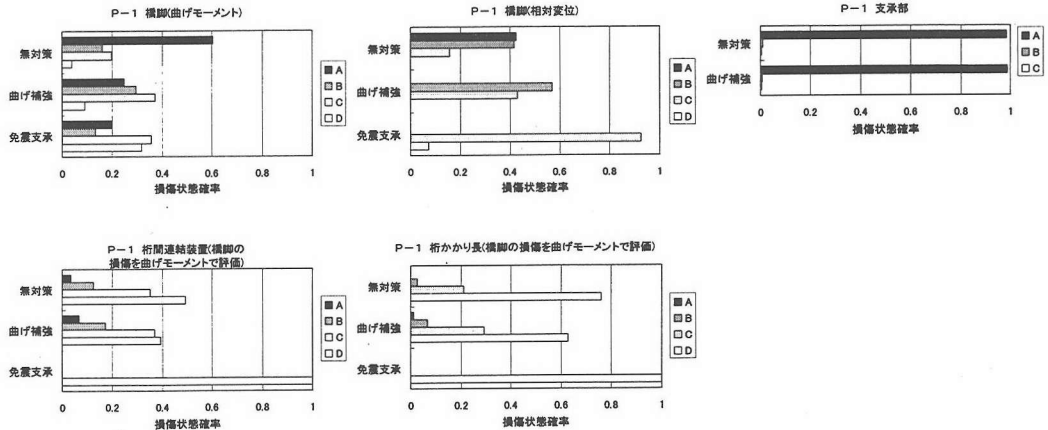 P－1 橋脚(曲げモーメント)
無対策
曲げ補強
免震支承
0 0.2 0.4 0.6 0.8 1
損傷状態確率
A
B
C
D
P－1 橋脚(相対変位)
無対策
曲げ補強
免震支承
0 0.2 0.4 0.6 0.8 1
損傷状態確率
A
B
C
D
P－1 支承部
無対策
曲げ補強
0 0.2 0.4 0.6 0.8 1
損傷状態確率
A
B
C
P－1 桁間連結装置(橋脚の
損傷を曲げモーメントで評価)
無対策
曲げ補強
免震支承
0 0.2 0.4 0.6 0.8 1
損傷状態確率
A
B
C
D
P－1 桁かかり長(橋脚の損傷を曲げモーメントで評価)
無対策
曲げ補強
免震支承
0 0.2 0.4 0.6 0.8 1
損傷状態確率
A
B
C
D